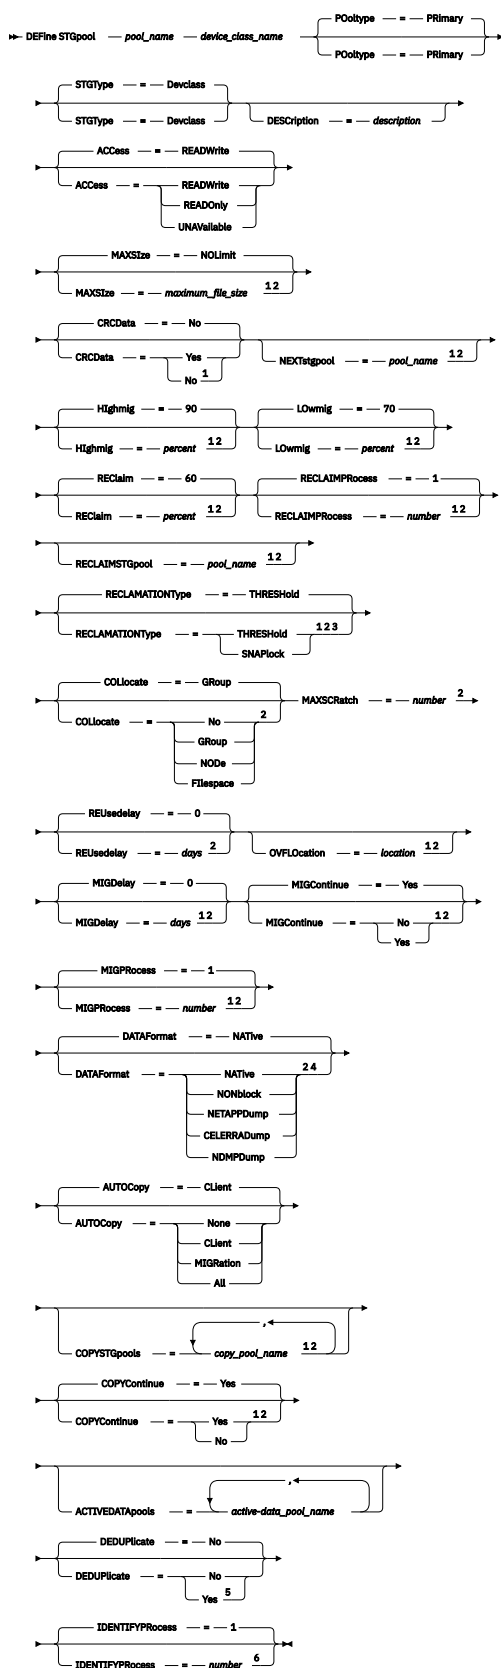 POoltype = PRimary
DEFine STGpool pool_name device_class_name
POoltype = PRimary
STGType = Devclass
STGType = Devclass
DESCription = description
ACCess = READWrite
ACCess = READWrite
READOnly
UNAVailable
MAXSIze = NOLimit
MAXSIze = maximum_file_size 1 2
CRCData = No
CRCData = Yes
No 1
NEXTstgpool = pool_name 1 2
HIghmig = 90 LOwmig = 70
HIghmig = percent 1 2 LOwmig = percent 1 2
REClaim = 60 RECLAIMPRocess = 1
REClaim = percent 1 2 RECLAIMPRocess = number 1 2
RECLAIMSTGpool = pool_name 1 2
RECLAMATIONType = THRESHold
RECLAMATIONType = THRESHold 1 2 3
SNAPlock
COLlocate = GRoup
MAXSCRatch = number 2
COLlocate = No 2
GRoup
NODe
FIlespace
REUsedelay = 0
REUsedelay = days 2
OVFLOcation = location 1 2
MIGDelay = 0 MIGContinue = Yes
MIGDelay = days 1 2 MIGContinue = No 1 2
Yes
MIGPRocess = 1
MIGPRocess = number 1 2
DATAFormat = NATive
DATAFormat = NATive 2 4
NONblock
NETAPPDump
CELERRADump
NDMPDump
AUTOCopy = CLient
AUTOCopy = None
CLient
MIGRation
All
,
COPYSTGpools = copy_pool_name 1 2
COPYContinue = Yes
COPYContinue = Yes 1 2
No
,
ACTIVEDATApools = active-data_pool_name
DEDUPlicate = No
DEDUPlicate = No
Yes 5
IDENTIFYPRocess = 1
IDENTIFYPRocess = number 6